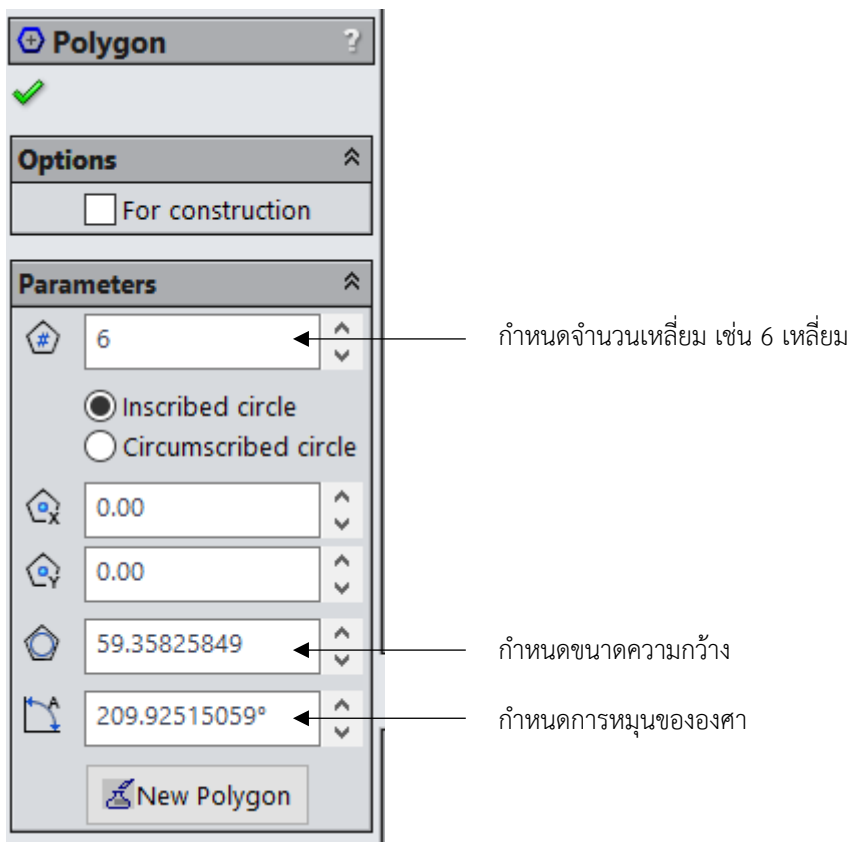 Polygon ?
Options
For construction
Parameters
# 6 กำหนดจำนวนเหลี่ยม เช่น 6 เหลี่ยม
Inscribed circle
Circumscribed circle
X 0.00
Y 0.00
59.35825849 กำหนดขนาดความกว้าง
A 209.92515059° กำหนดการหมุนขององศา
New Polygon